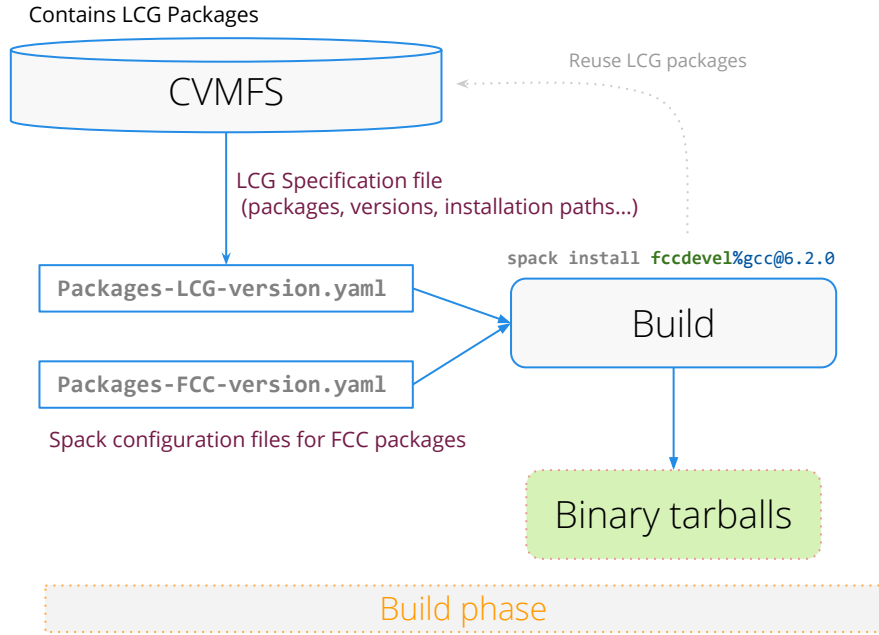 Contains LCG Packages
CVMFS
Reuse LCG packages
LCG Specification file
(packages, versions, installation paths...)
spack install fccdevel%gcc@6.2.0
Packages-LCG-version.yaml
Build
Packages-FCC-version.yaml
Spack configuration files for FCC packages
Binary tarballs
Build phase